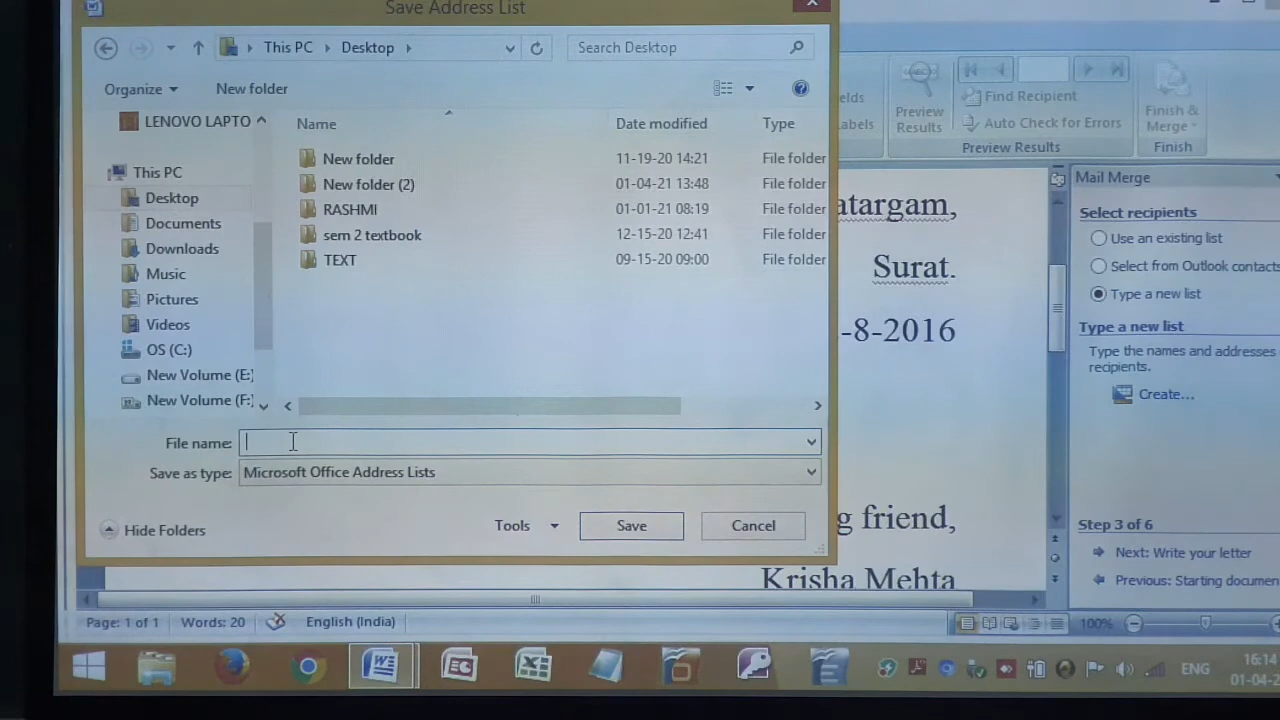 Save Address List
This PC
Desktop
Search Desktop
Organize
New folder
LENOVO LAPTO
This PC
Desktop
Documents
Downloads
Music
Pictures
Videos
OS (C:)
New Volume (E:)
New Volume (F:)
Name
Date modified
Type
New folder
11-19-20 14:21
File folder
New folder (2)
01-04-21 13:48
File folder
RASHMI
01-01-21 08:19
File folder
sem 2 textbook
12-15-20 12:41
File folder
TEXT
09-15-20 09:00
File folder
File name:
Save as type:
Microsoft Office Address Lists
Hide Folders
Tools
Save
Cancel
elds
abels
Preview
Results
Find Recipient
Auto Check for Errors
Preview Results
Finish &
Merge
Finish
atargam,
Surat.
-8-2016
g friend,
Krisha Mehta
Mail Merge
Select recipients
Use an existing list
Select from Outlook contacts
Type a new list
Type a new list
Type the names and addresses
recipients.
Create...
Step 3 of 6
Next: Write your letter
Previous: Starting documen
Page: 1 of 1
Words: 20
English (India)
100%
ENG
16:14
01-04-2